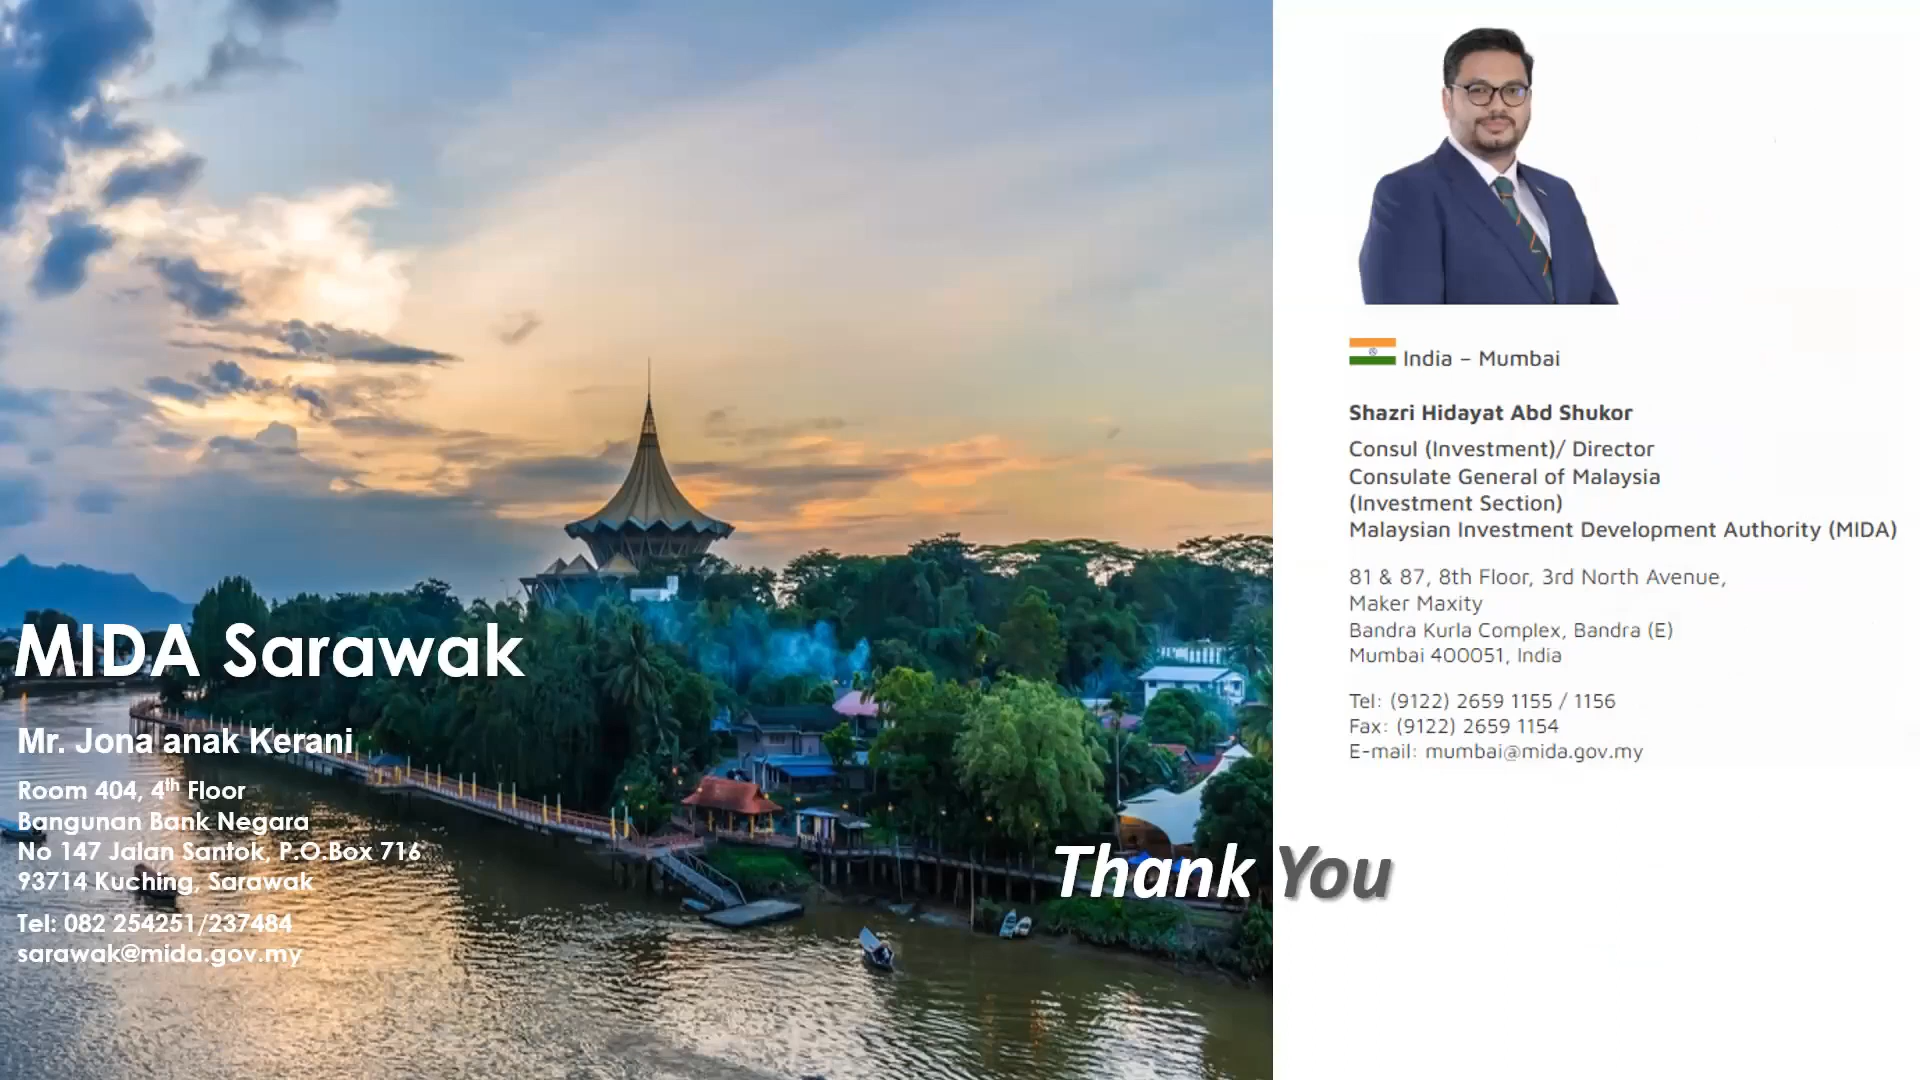 MIDA Sarawak
Mr. Jona anak Kerani
Room 404, 4th Floor
Bangunan Bank Negara
No 147 Jalan Santok, P.O.Box 716
93714 Kuching, Sarawak
Tel: 082 254251/237484
sarawak@mida.gov.my
India – Mumbai
Shazri Hidayat Abd Shukor
Consul (Investment)/ Director
Consulate General of Malaysia
(Investment Section)
Malaysian Investment Development Authority (MIDA)
81 & 87, 8th Floor, 3rd North Avenue,
Maker Maxity
Bandra Kurla Complex, Bandra (E)
Mumbai 400051, India
Tel: (9122) 2659 1155 / 1156
Fax: (9122) 2659 1154
E-mail: mumbai@mida.gov.my
Thank You